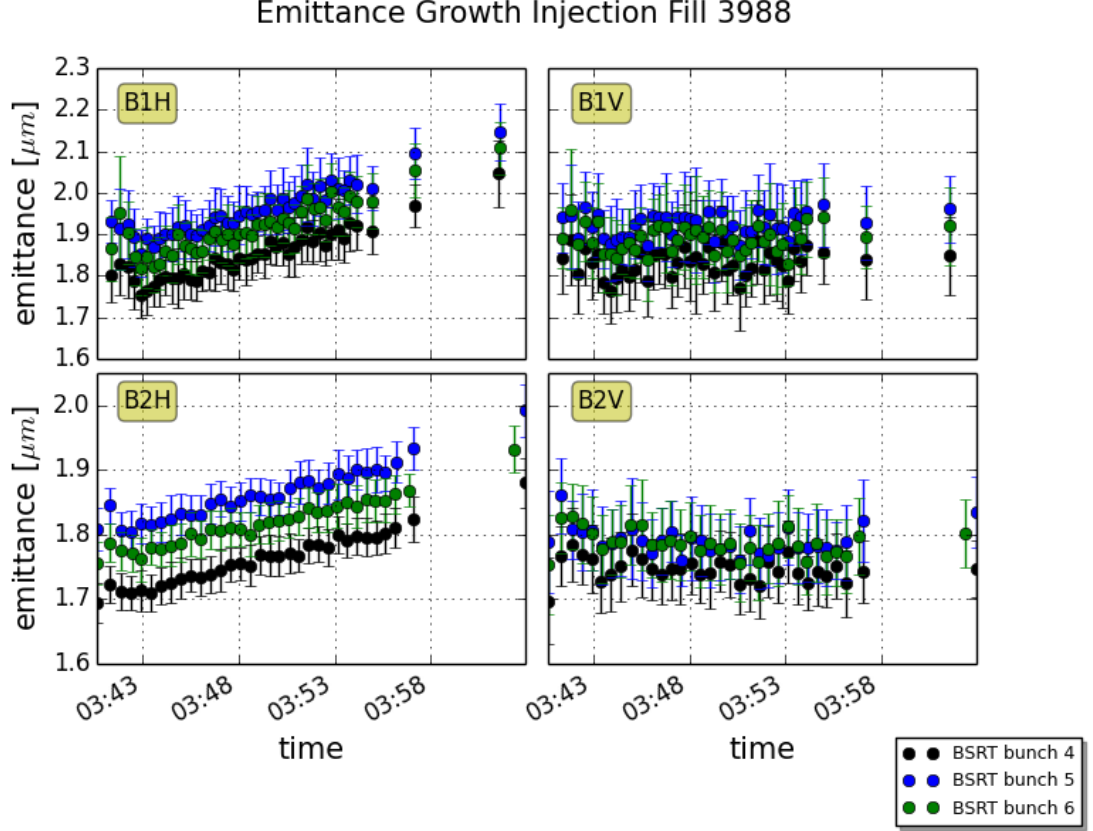 Emittance Growth Injection Fill 3988
B1H
B1V
2.3
2.2
2.1
2.0
1.9
1.8
1.7
1.6
emittance [μm]
B2H
B2V
2.0
1.9
1.8
1.7
1.6
emittance [μm]
03:43 03:48 03:53 03:58
03:43 03:48 03:53 03:58
time
time
BSRT bunch 4
BSRT bunch 5
BSRT bunch 6